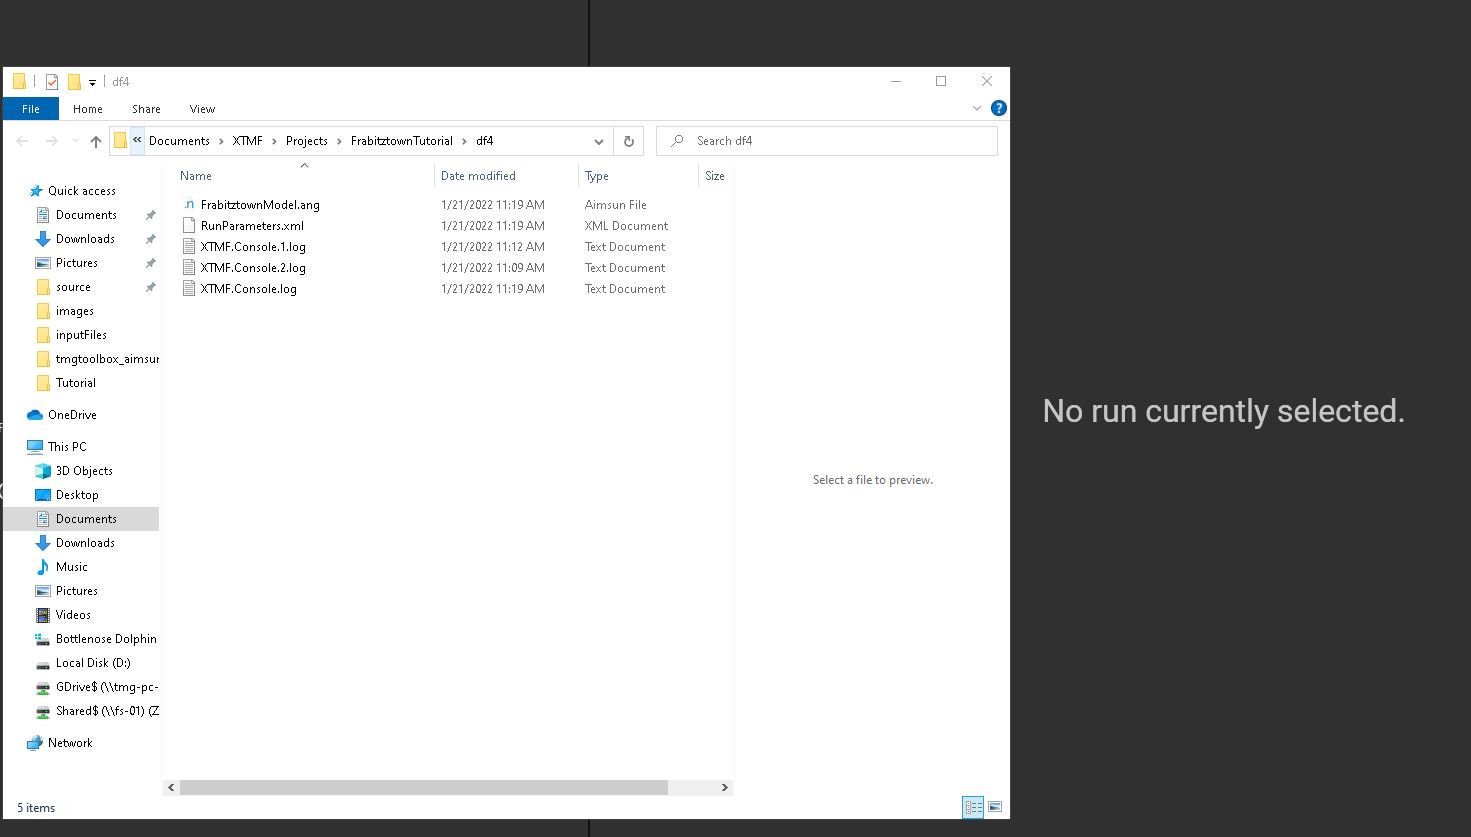 df4
File Home Share View
« Documents > XTMF > Projects > FrabitztownTutorial > df4
Search df4
Name Date modified Type Size
FrabitztownModel.ang 1/21/2022 11:19 AM Aimsun File
RunParameters.xml 1/21/2022 11:19 AM XML Document
XTMF.Console.1.log 1/21/2022 11:12 AM Text Document
XTMF.Console.2.log 1/21/2022 11:09 AM Text Document
XTMF.Console.log 1/21/2022 11:19 AM Text Document
Quick access
Documents
Downloads
Pictures
source
images
inputFiles
tmgtoolbox_aimsun
Tutorial
OneDrive
This PC
3D Objects
Desktop
Documents
Downloads
Music
Pictures
Videos
Bottlenose Dolphin
Local Disk (D:)
GDrive$ (\\tmg-pc-
Shared$ (\\fs-01) (Z
Network
5 items
Select a file to preview.
No run currently selected.